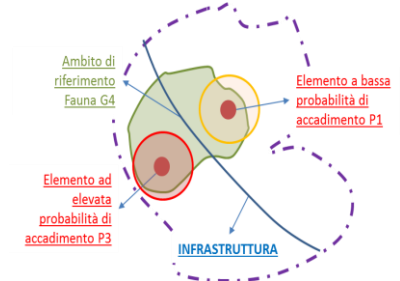 Ambito di
riferimento
Fauna G4
Elemento a bassa
probabilità di
accadimento P1
Elemento ad
elevata
probabilità di
accadimento P3
INFRASTRUTTURA